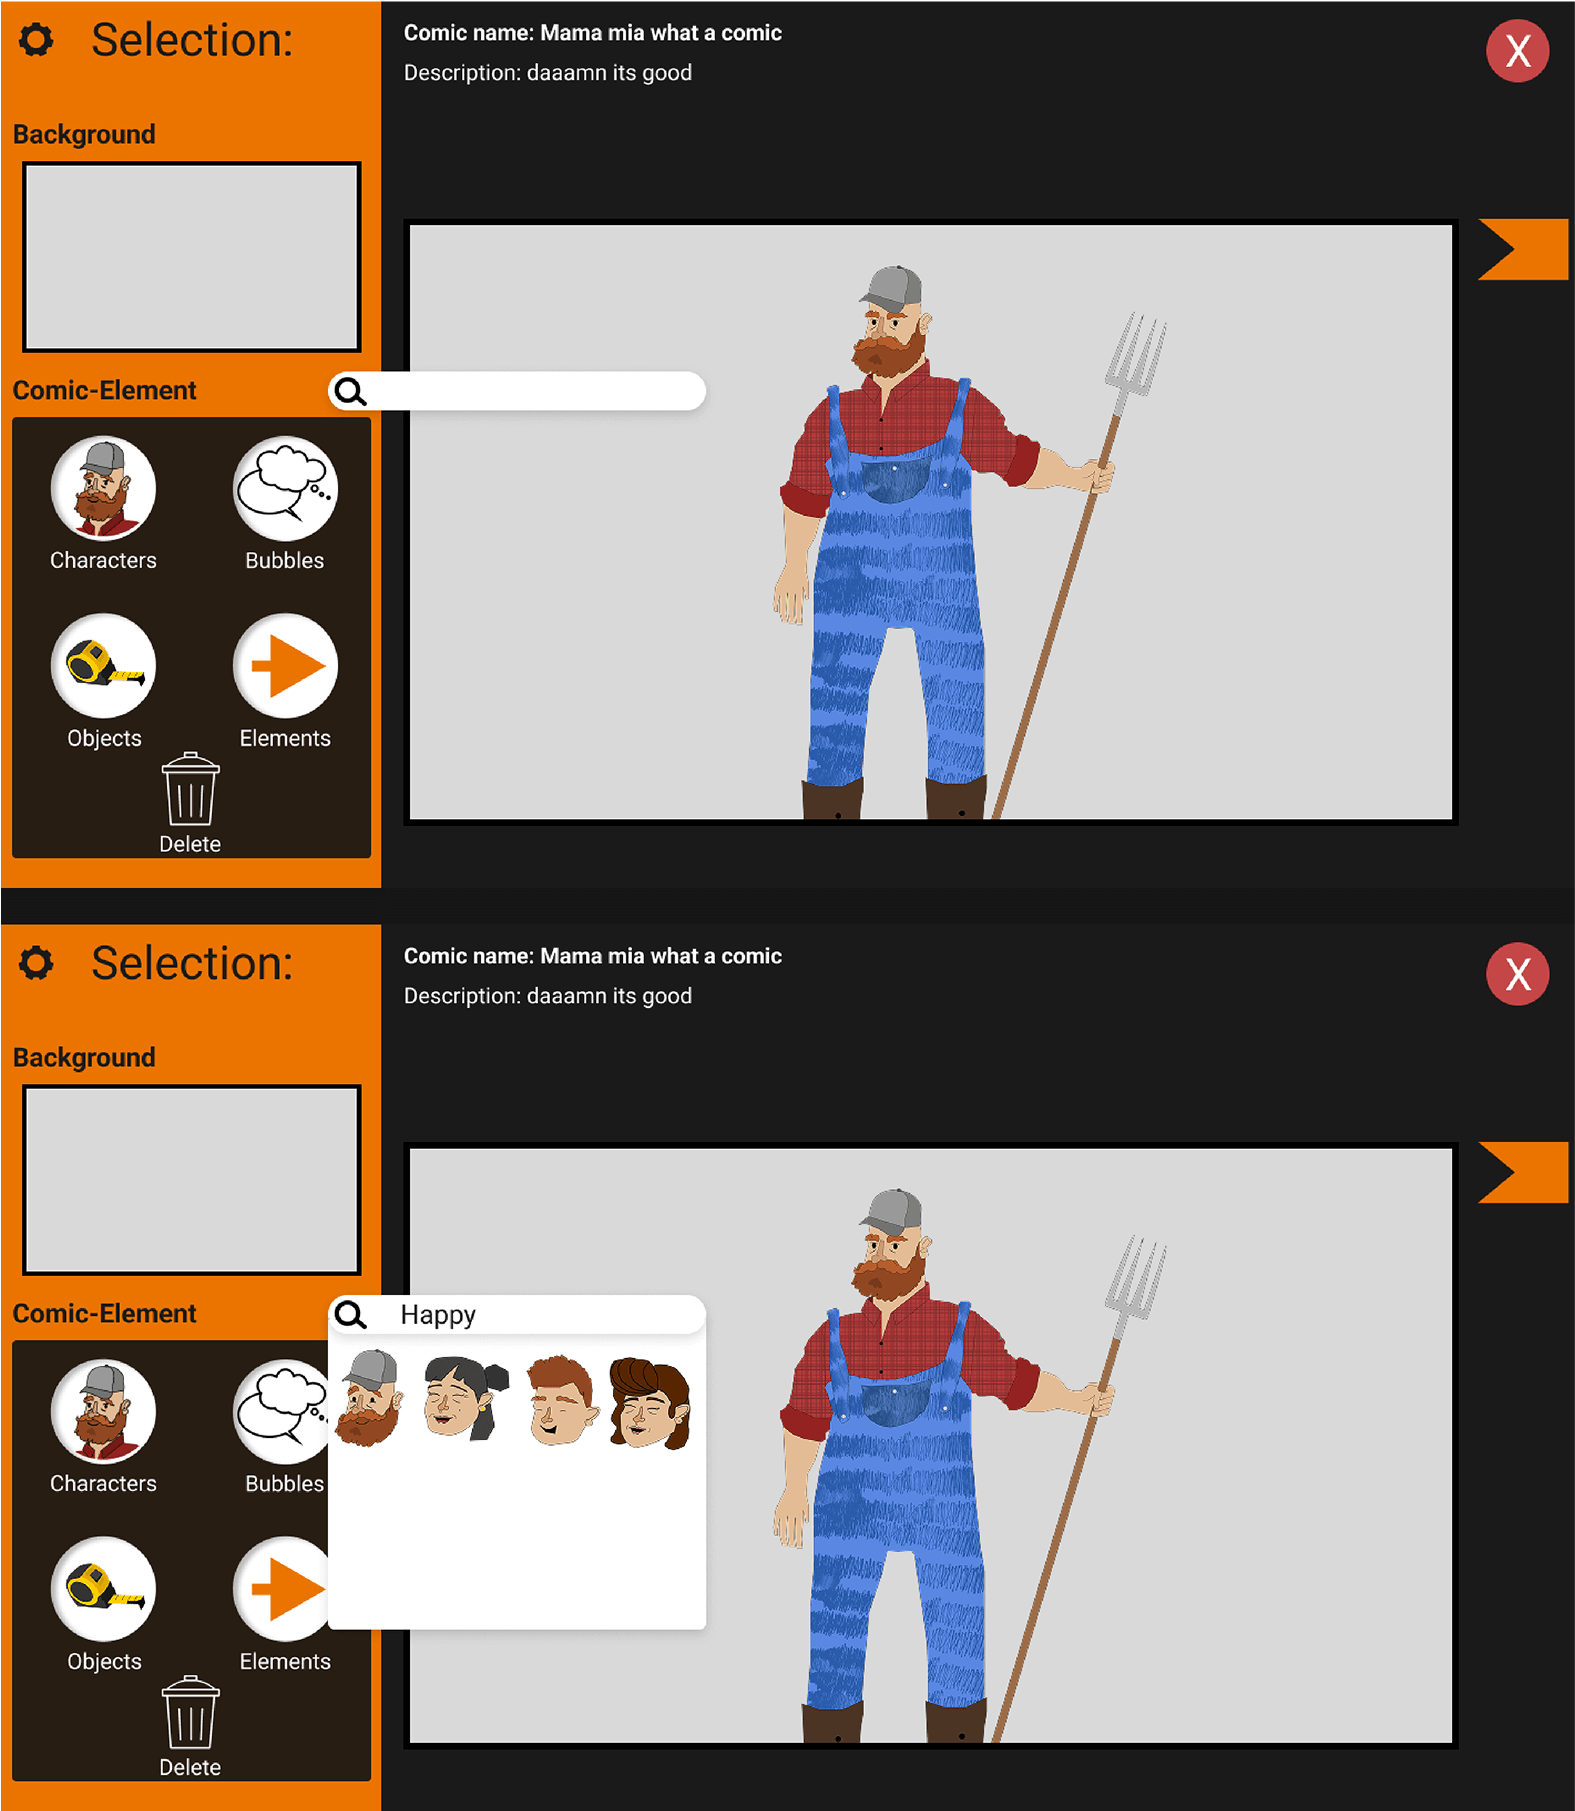 Selection:
Comic name: Mama mia what a comic
X
Description: daaamn its good
Background
Comic-Element
Characters
Bubbles
Objects
Elements
Delete
Selection:
Comic name: Mama mia what a comic
X
Description: daaamn its good
Background
Comic-Element
Happy
Characters
Bubbles
Objects
Elements
Delete